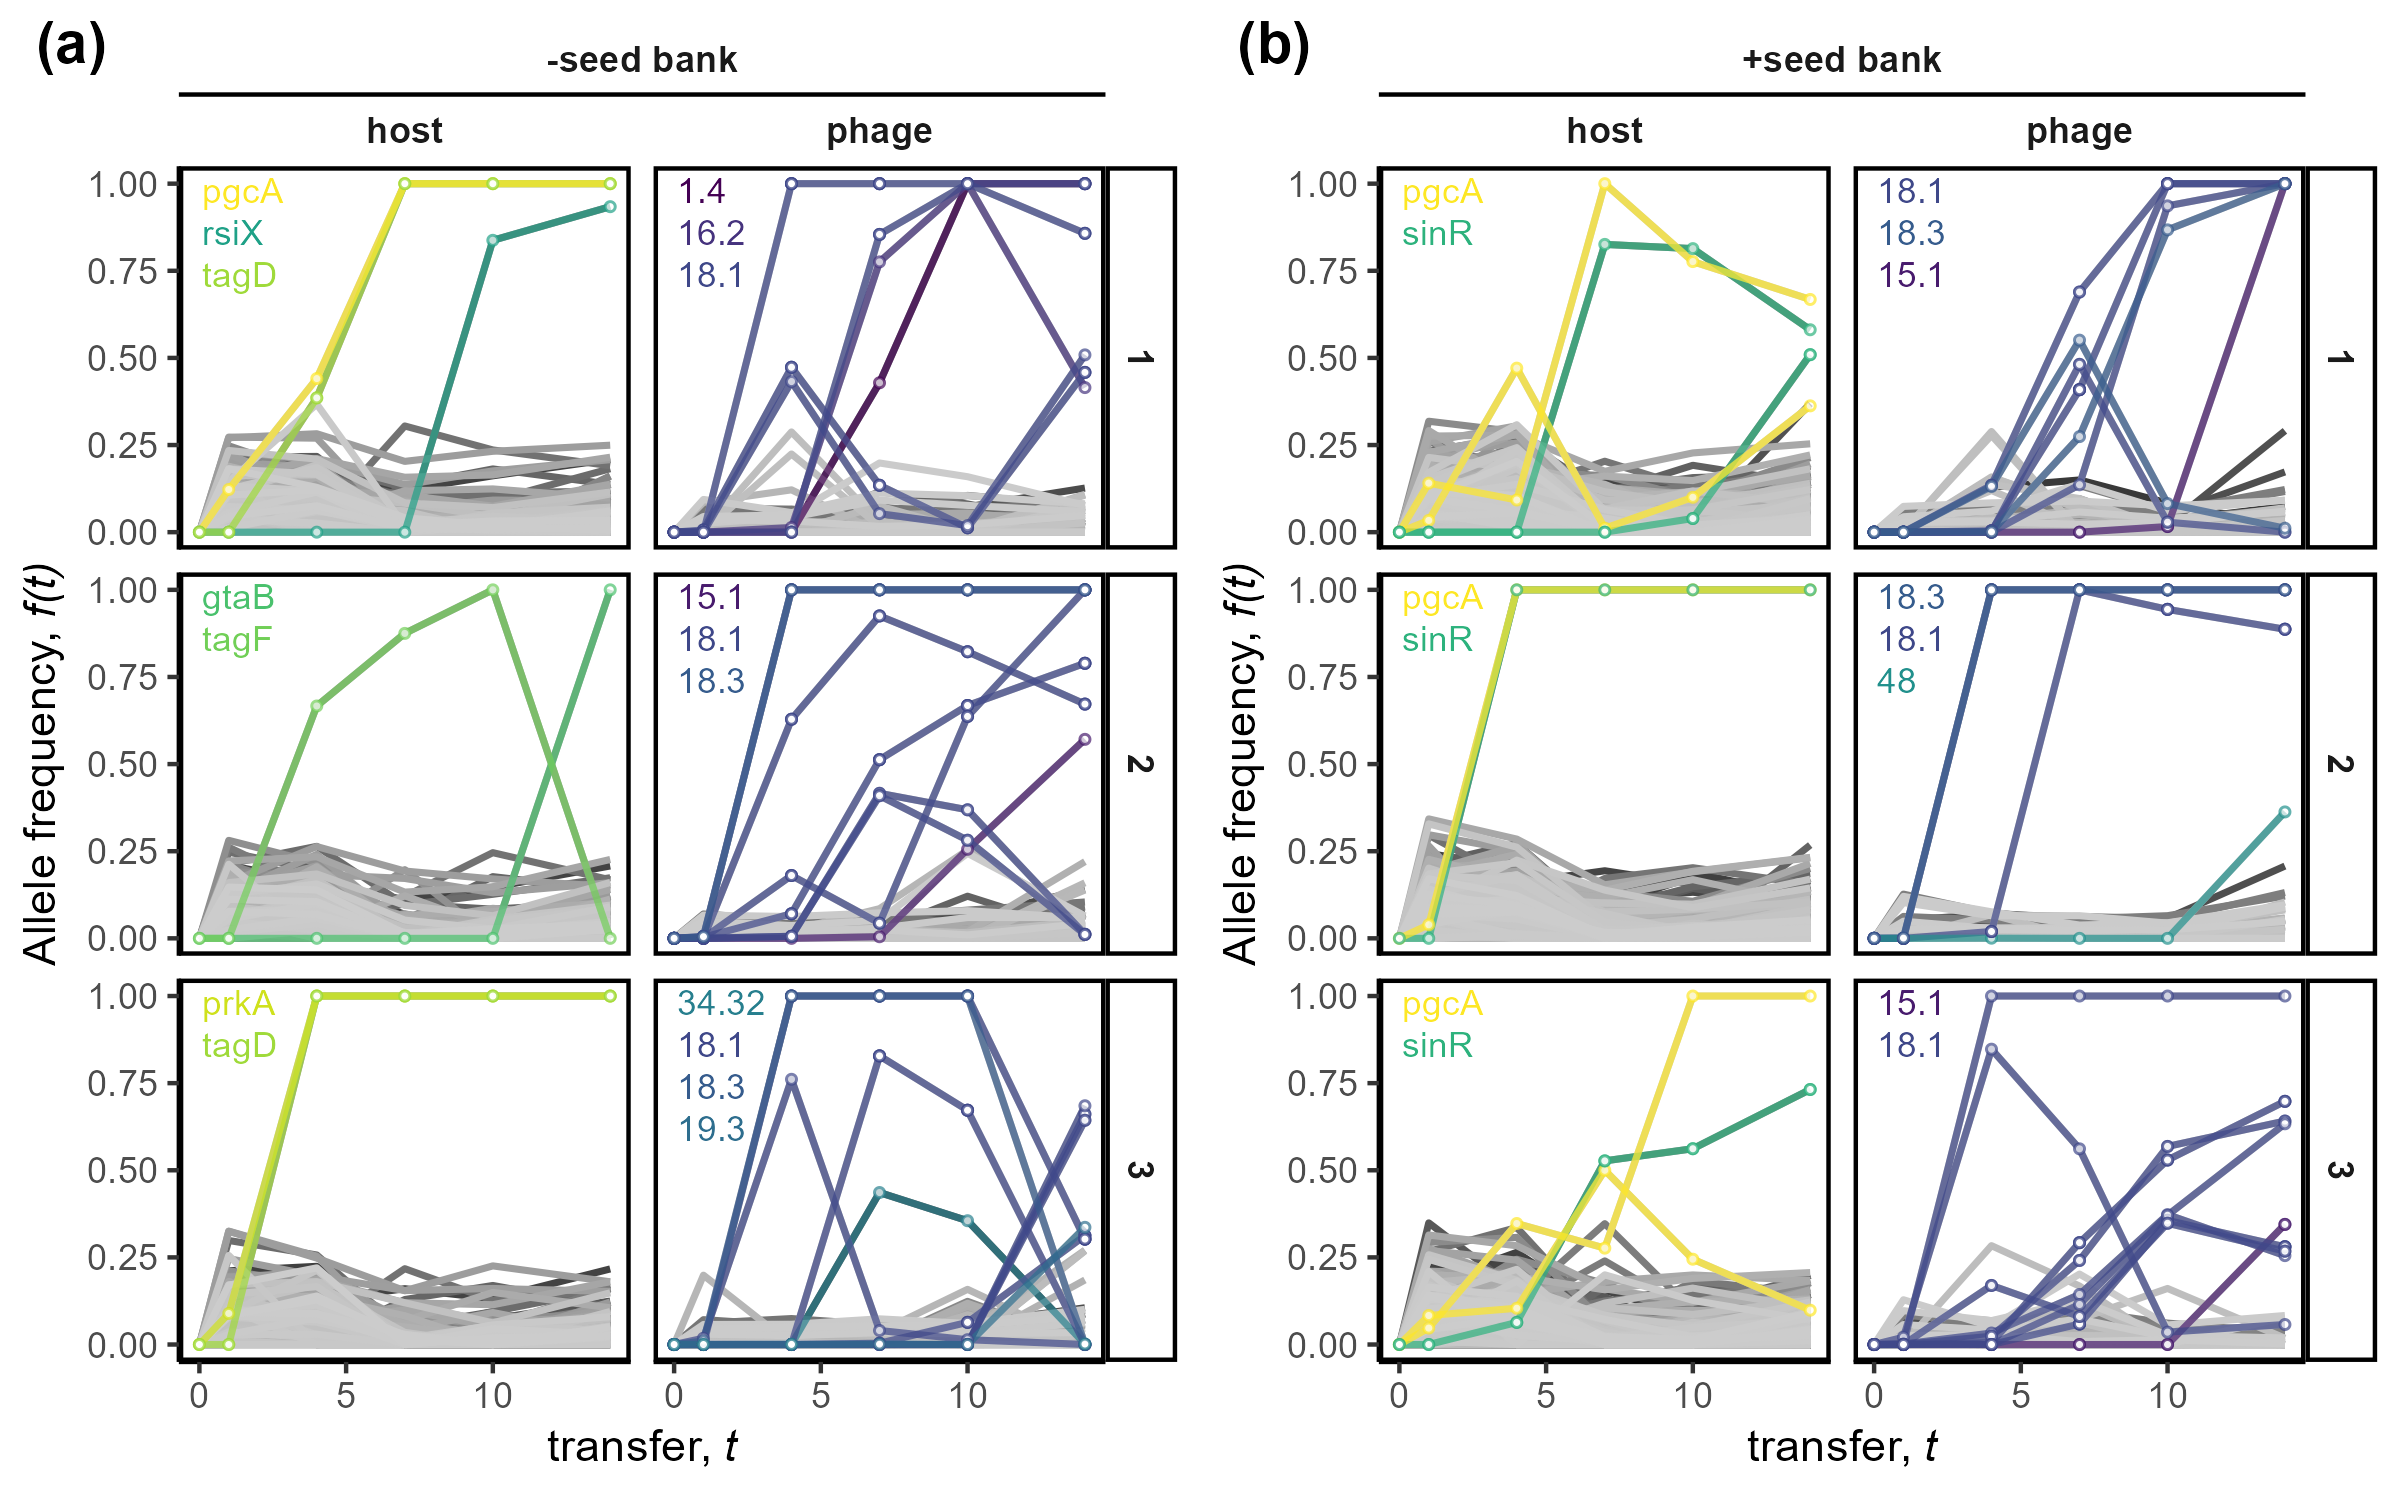 (a)
-seed bank
host
phage
1.00
0.75
0.50
0.25
0.00
pgcA
rsiX
tagD
1.4
16.2
18.1
1
1.00
0.75
0.50
0.25
0.00
gtaB
tagF
15.1
18.1
18.3
2
1.00
0.75
0.50
0.25
0.00
prkA
tagD
34.32
18.1
18.3
19.3
3
0 5 10
0 5 10
Allele frequency, f(t)
transfer, t
(b)
+seed bank
host
phage
1.00
0.75
0.50
0.25
0.00
pgcA
sinR
18.1
18.3
15.1
1
1.00
0.75
0.50
0.25
0.00
pgcA
sinR
18.3
18.1
48
2
1.00
0.75
0.50
0.25
0.00
pgcA
sinR
15.1
18.1
3
0 5 10
0 5 10
Allele frequency, f(t)
transfer, t